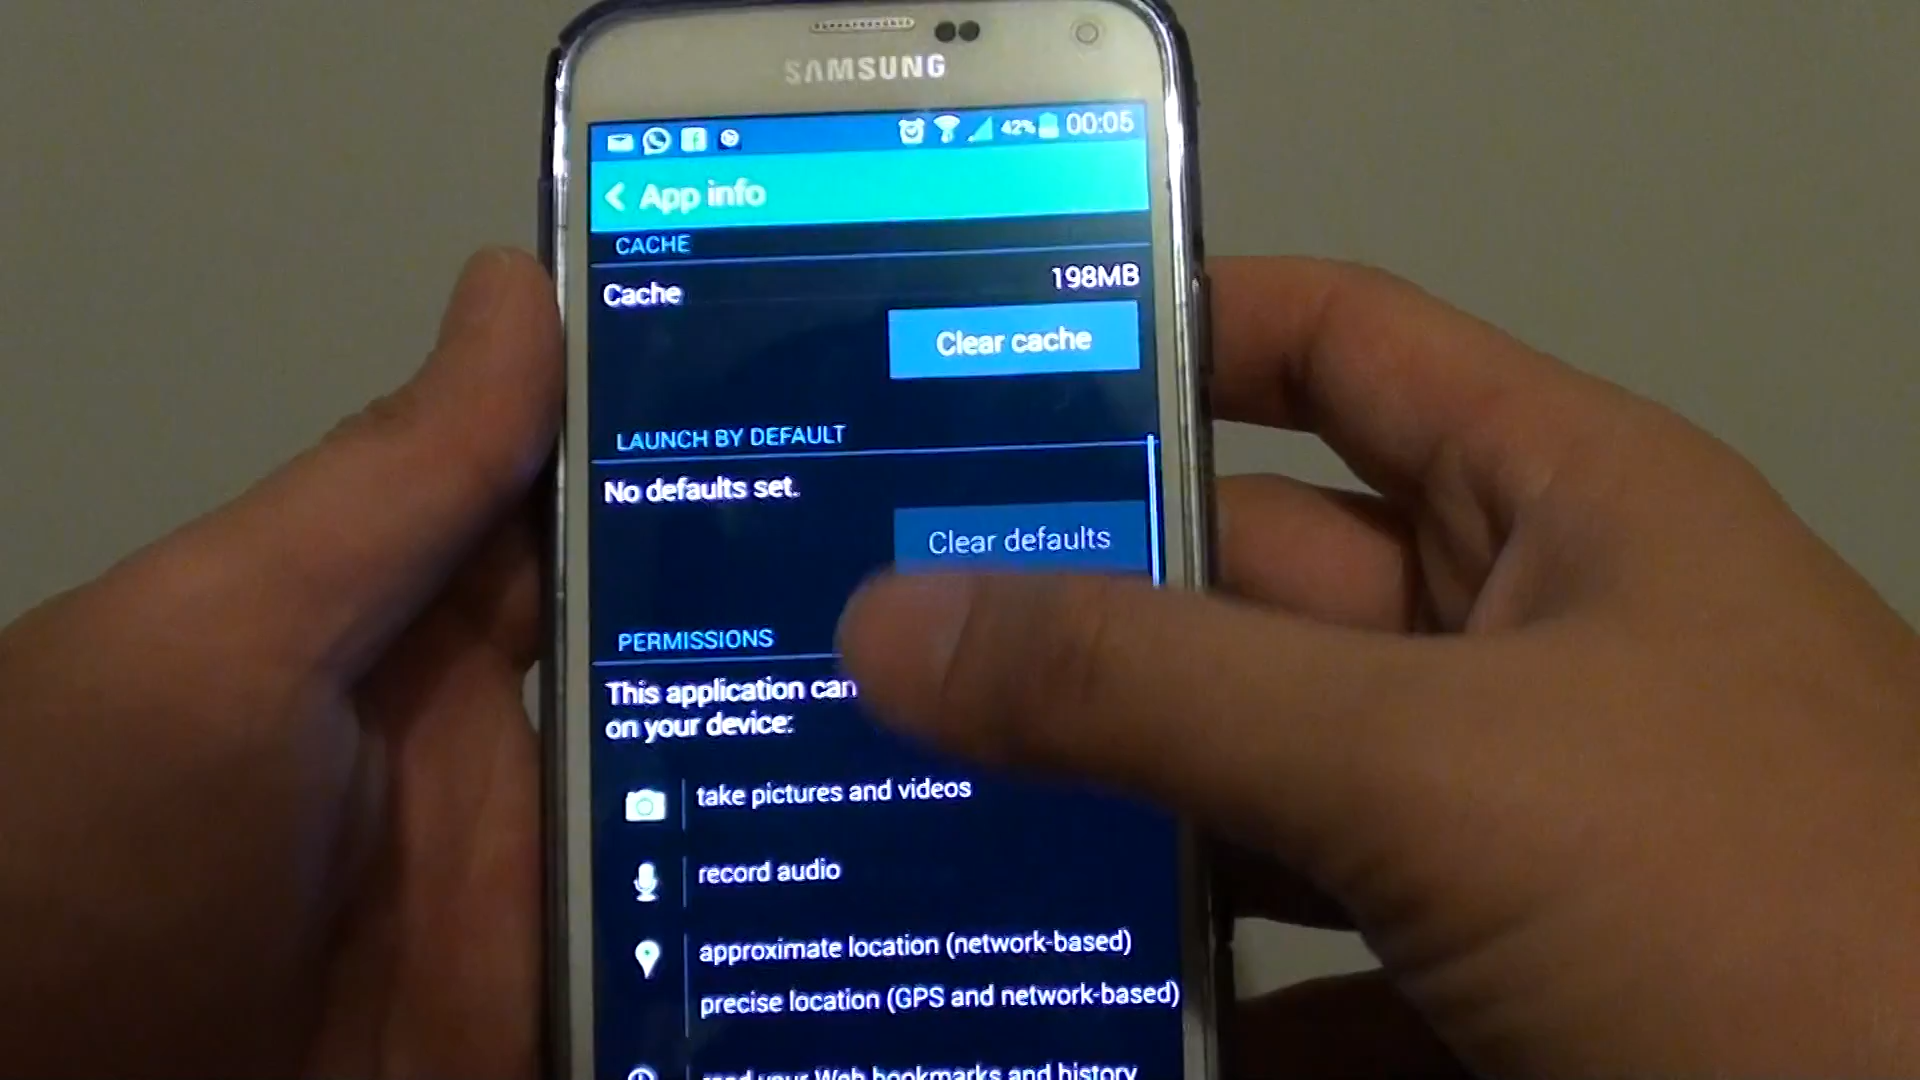 SAMSUNG
42% 00:05
< App info
CACHE
Cache 198MB
Clear cache
LAUNCH BY DEFAULT
No defaults set.
Clear defaults
PERMISSIONS
This application can
on your device:
take pictures and videos
record audio
approximate location (network-based)
precise location (GPS and network-based)
read your Web bookmarks and history